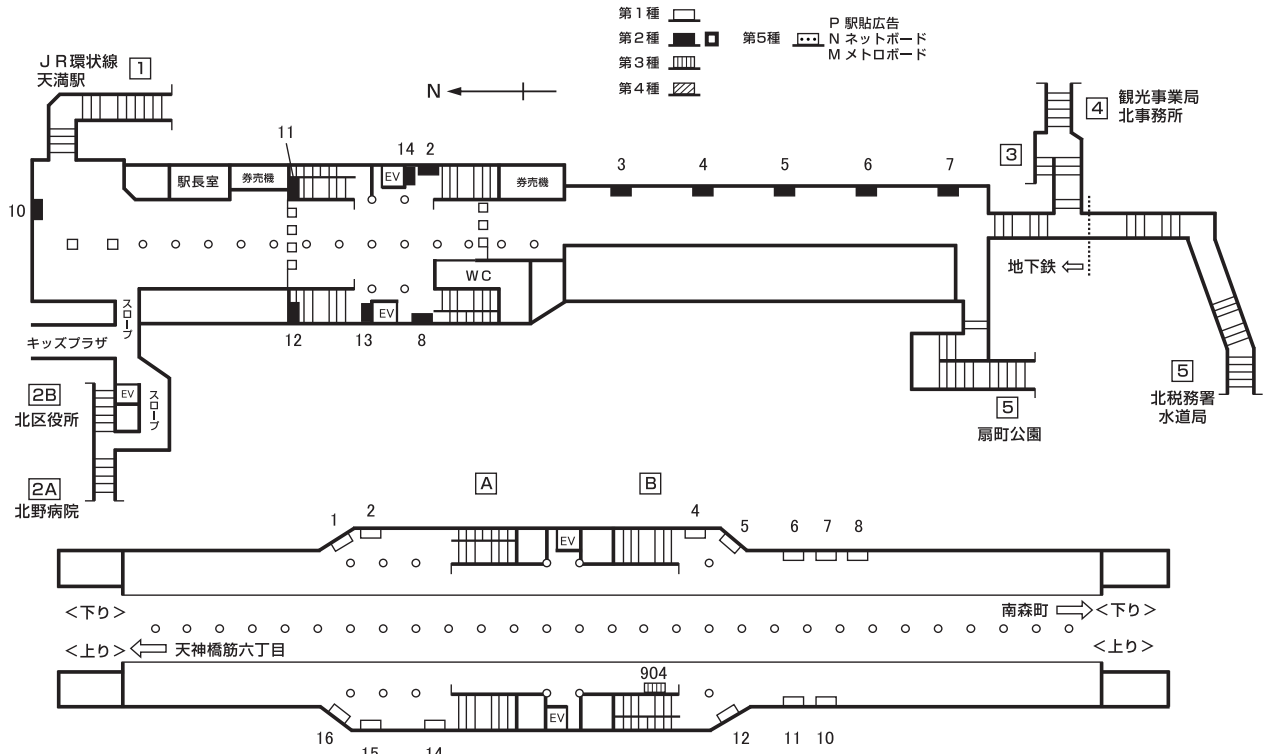 第1種
第2種
第3種
第4種
第5種
P 駅貼広告
N ネットボード
M メトロボード
N
JR環状線
天満駅
1
11
14 2
駅長室
券売機
EV
券売機
10
3
4
5
6
7
3
4
観光事業局
北事務所
地下鉄
WC
EV
12
13
8
スロープ
キッズプラザ
2B
北区役所
EV
スロープ
2A
北野病院
5
扇町公園
5
北税務署
水道局
A
B
1
2
EV
4
5
6
7
8
<下り>
南森町
<下り>
<上り>
天神橋筋六丁目
<上り>
904
EV
16
15
14
12
11
10